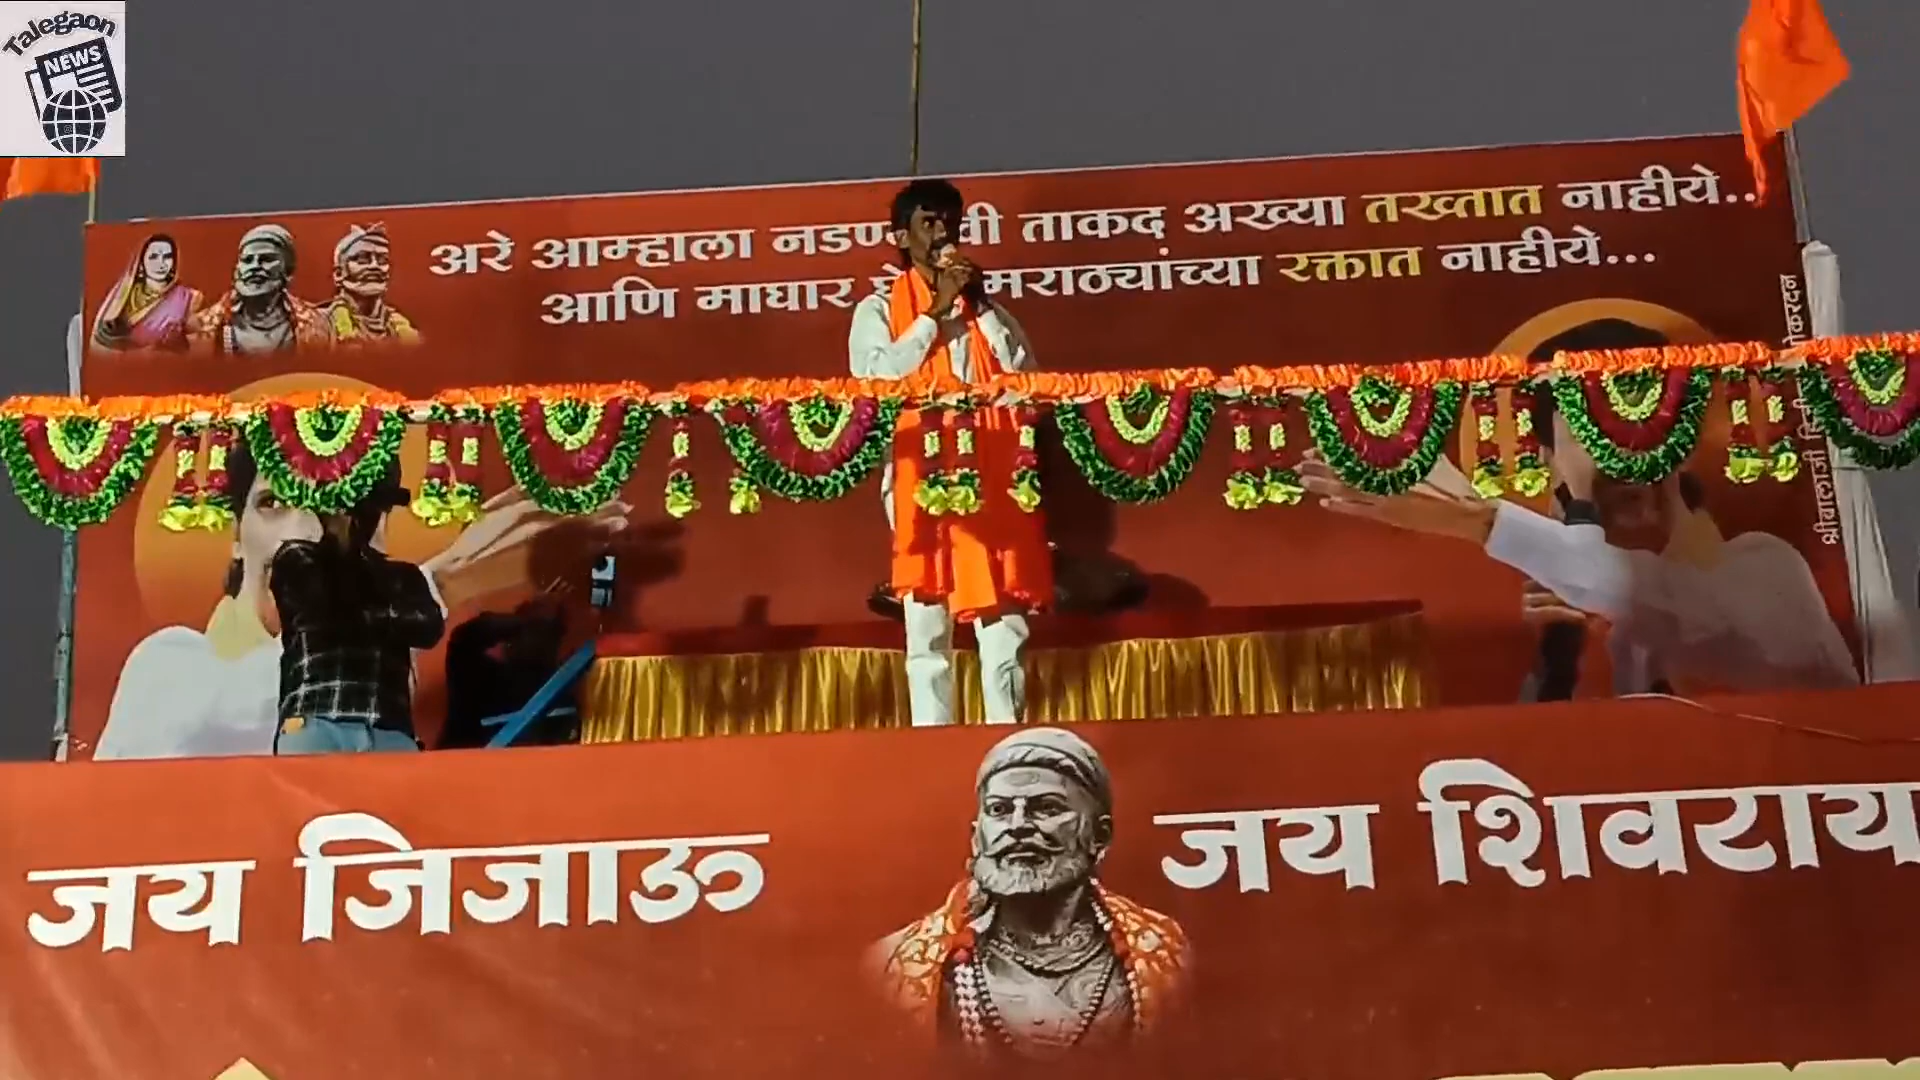 Talegaon
NEWS
अरे आम्हाला नडण्याची ताकद अख्या तख्तात नाहीये..
आणि माघार मराठ्यांच्या रक्तात नाहीये...
श्रीबालाजी
जय जिजाऊ
जय शिवराय